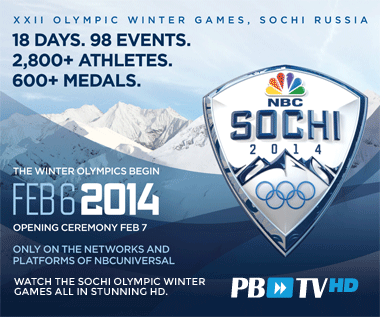 XXII OLYMPIC WINTER GAMES, SOCHI RUSSIA
18 DAYS. 98 EVENTS.
2,800+ ATHLETES.
600+ MEDALS.
NBC
SOCHI
2014
THE WINTER OLYMPICS BEGIN
FEB 6 2014
OPENING CEREMONY FEB 7
ONLY ON THE NETWORKS AND
PLATFORMS OF NBCUNIVERSAL
WATCH THE SOCHI OLYMPIC WINTER
GAMES ALL IN STUNNING HD.
PB TV HD